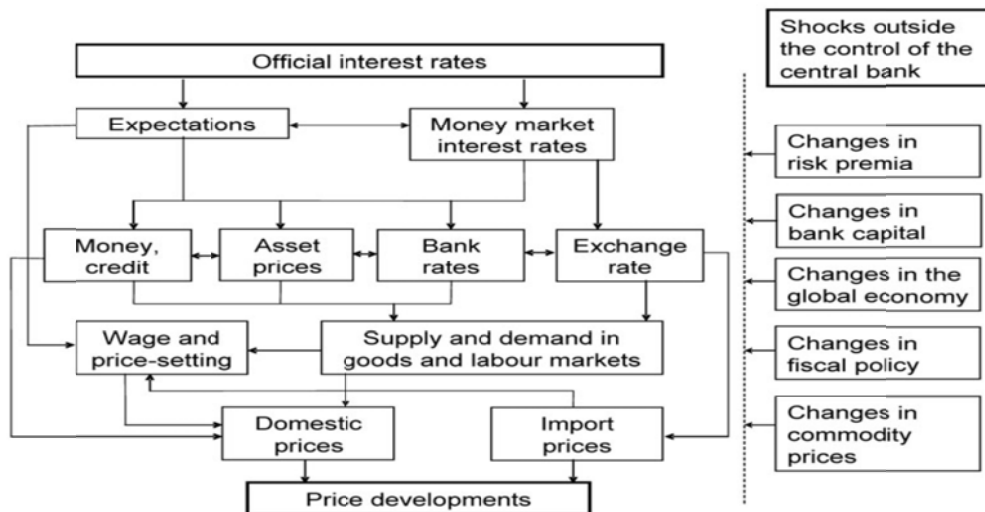 Official interest rates
Shocks outside
the control of the
central bank
Expectations
Money market
interest rates
Changes in
risk premia
Money,
credit
Asset
prices
Bank
rates
Exchange
rate
Changes in
bank capital
Changes in the
global economy
Wage and
price-setting
Supply and demand in
goods and labour markets
Changes in
fiscal policy
Domestic
prices
Import
prices
Changes in
commodity
prices
Price developments